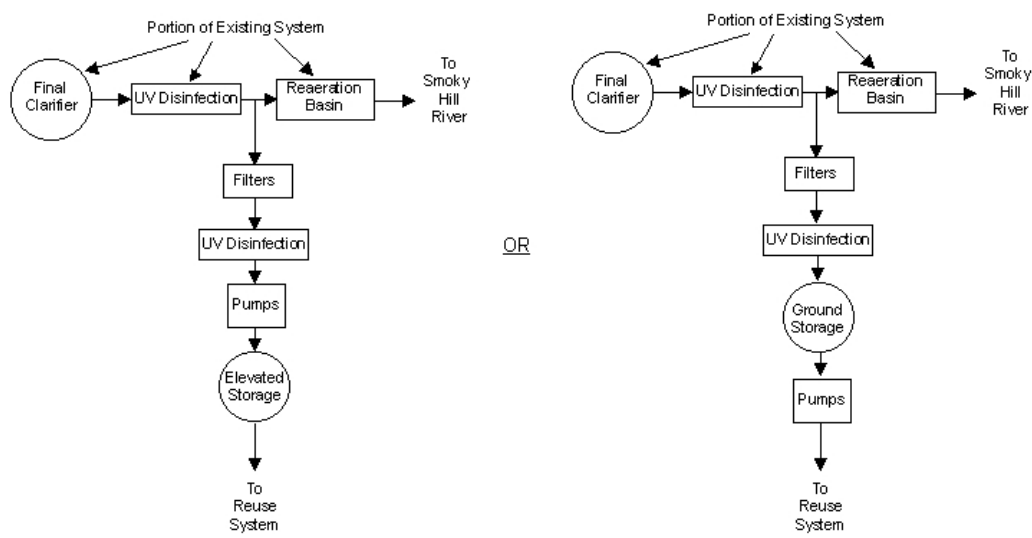 Portion of Existing System
To
Smoky
Hill
River
Final
Clarifier
UV Disinfection
Reaeration
Basin
Filters
UV Disinfection
Pumps
Elevated
Storage
To
Reuse
System
OR
Portion of Existing System
To
Smoky
Hill
River
Final
Clarifier
UV Disinfection
Reaeration
Basin
Filters
UV Disinfection
Ground
Storage
Pumps
To
Reuse
System